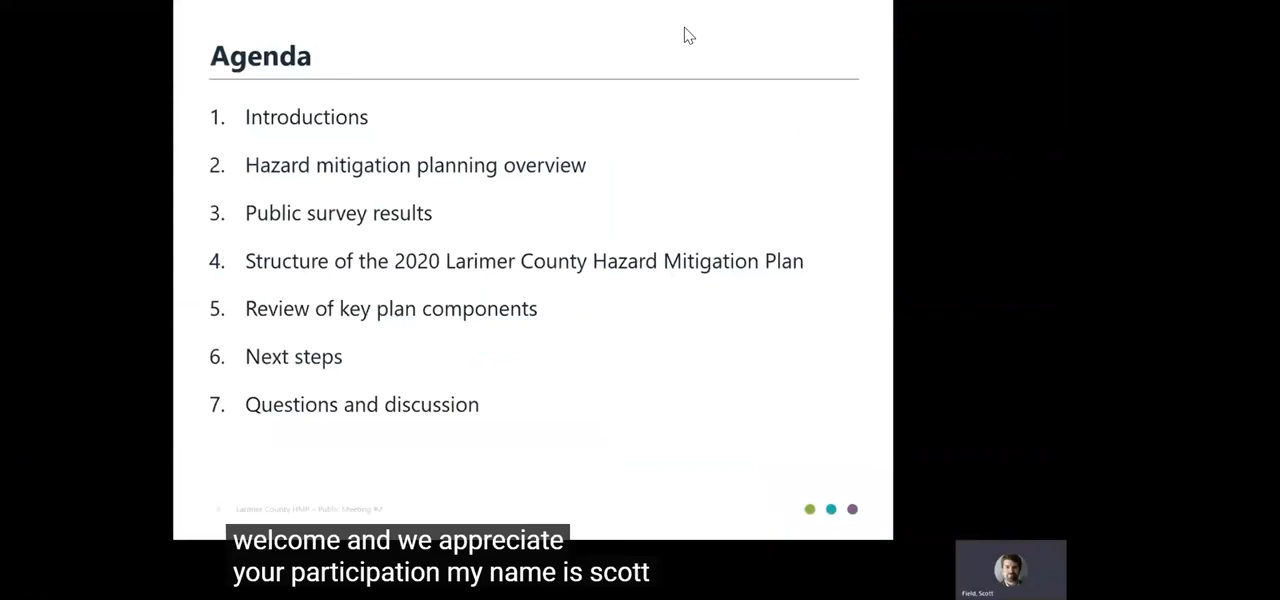 Agenda
1. Introductions
2. Hazard mitigation planning overview
3. Public survey results
4. Structure of the 2020 Larimer County Hazard Mitigation Plan
5. Review of key plan components
6. Next steps
7. Questions and discussion
Larimer County HMP – Public Meeting #2
welcome and we appreciate
your participation my name is scott
Field, Scott